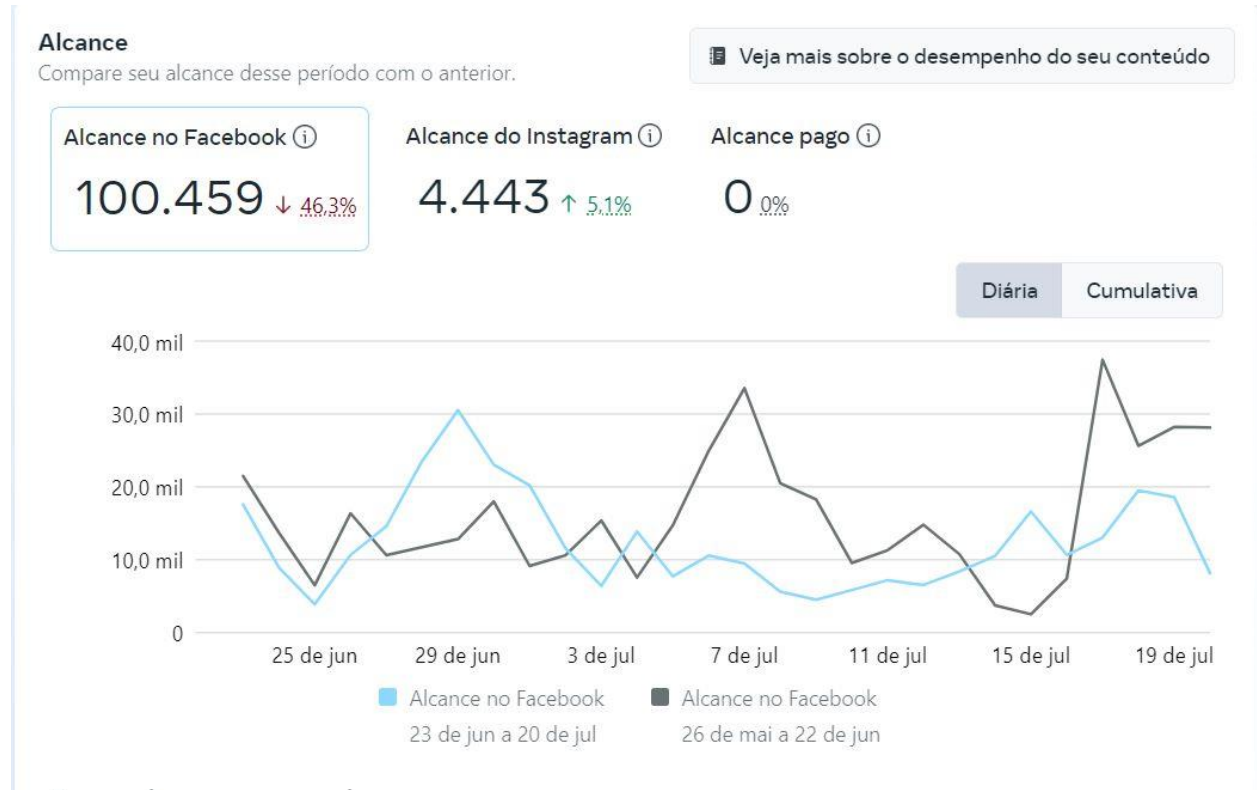 Alcance
Compare seu alcance desse período com o anterior.
Veja mais sobre o desempenho do seu conteúdo
Alcance no Facebook
100.459 ↓ 46,3%
Alcance do Instagram
4.443 ↑ 5,1%
Alcance pago
0 0%
Diária
Cumulativa
40,0 mil
30,0 mil
20,0 mil
10,0 mil
0
25 de jun
29 de jun
3 de jul
7 de jul
11 de jul
15 de jul
19 de jul
Alcance no Facebook
23 de jun a 20 de jul
Alcance no Facebook
26 de mai a 22 de jun